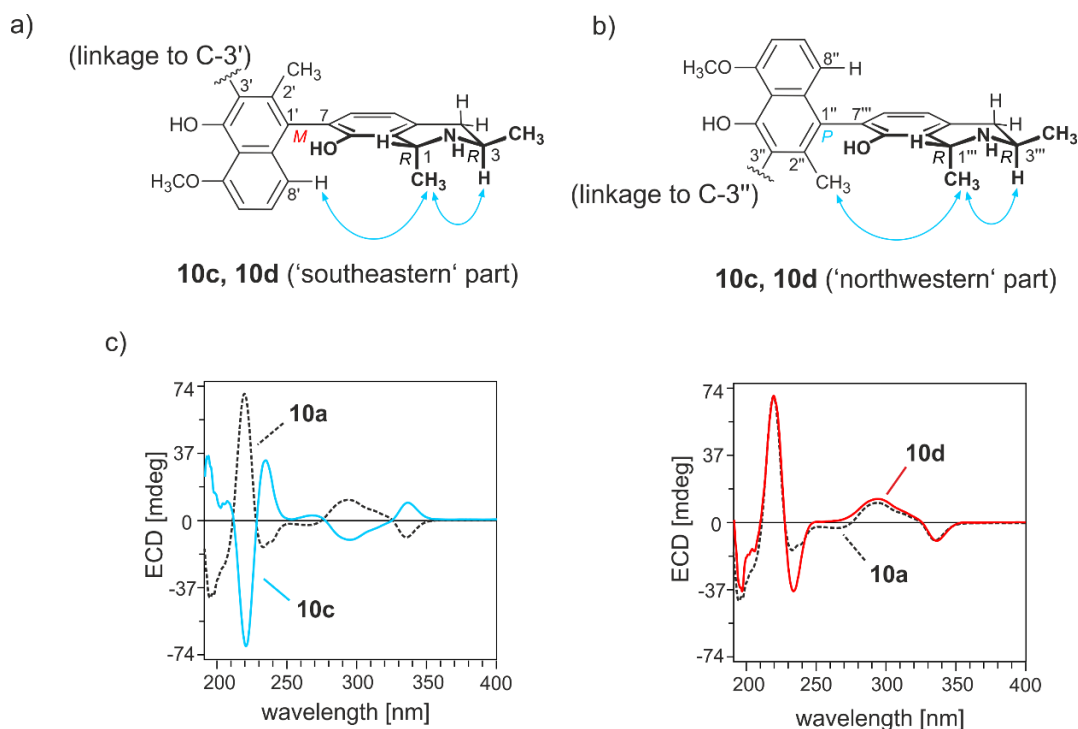 a)
(linkage to C-3')
3'
2'
CH3
HO
1'
M
7
H3CO
8'
H
HO
H
R
1
CH3
N
H
R
3
H
H
H
CH3
10c, 10d (‘southeastern‘ part)
b)
H3CO
8''
H
HO
1''
P
7'''
3''
2''
CH3
HO
H
R
1'''
CH3
N
H
R
3'''
H
H
H
CH3
(linkage to C-3'')
10c, 10d (‘northwestern‘ part)
c)
74
37
0
-37
-74
ECD [mdeg]
10a
10c
200 250 300 350 400
wavelength [nm]
74
37
0
-37
-74
ECD [mdeg]
10d
10a
200 250 300 350 400
wavelength [nm]